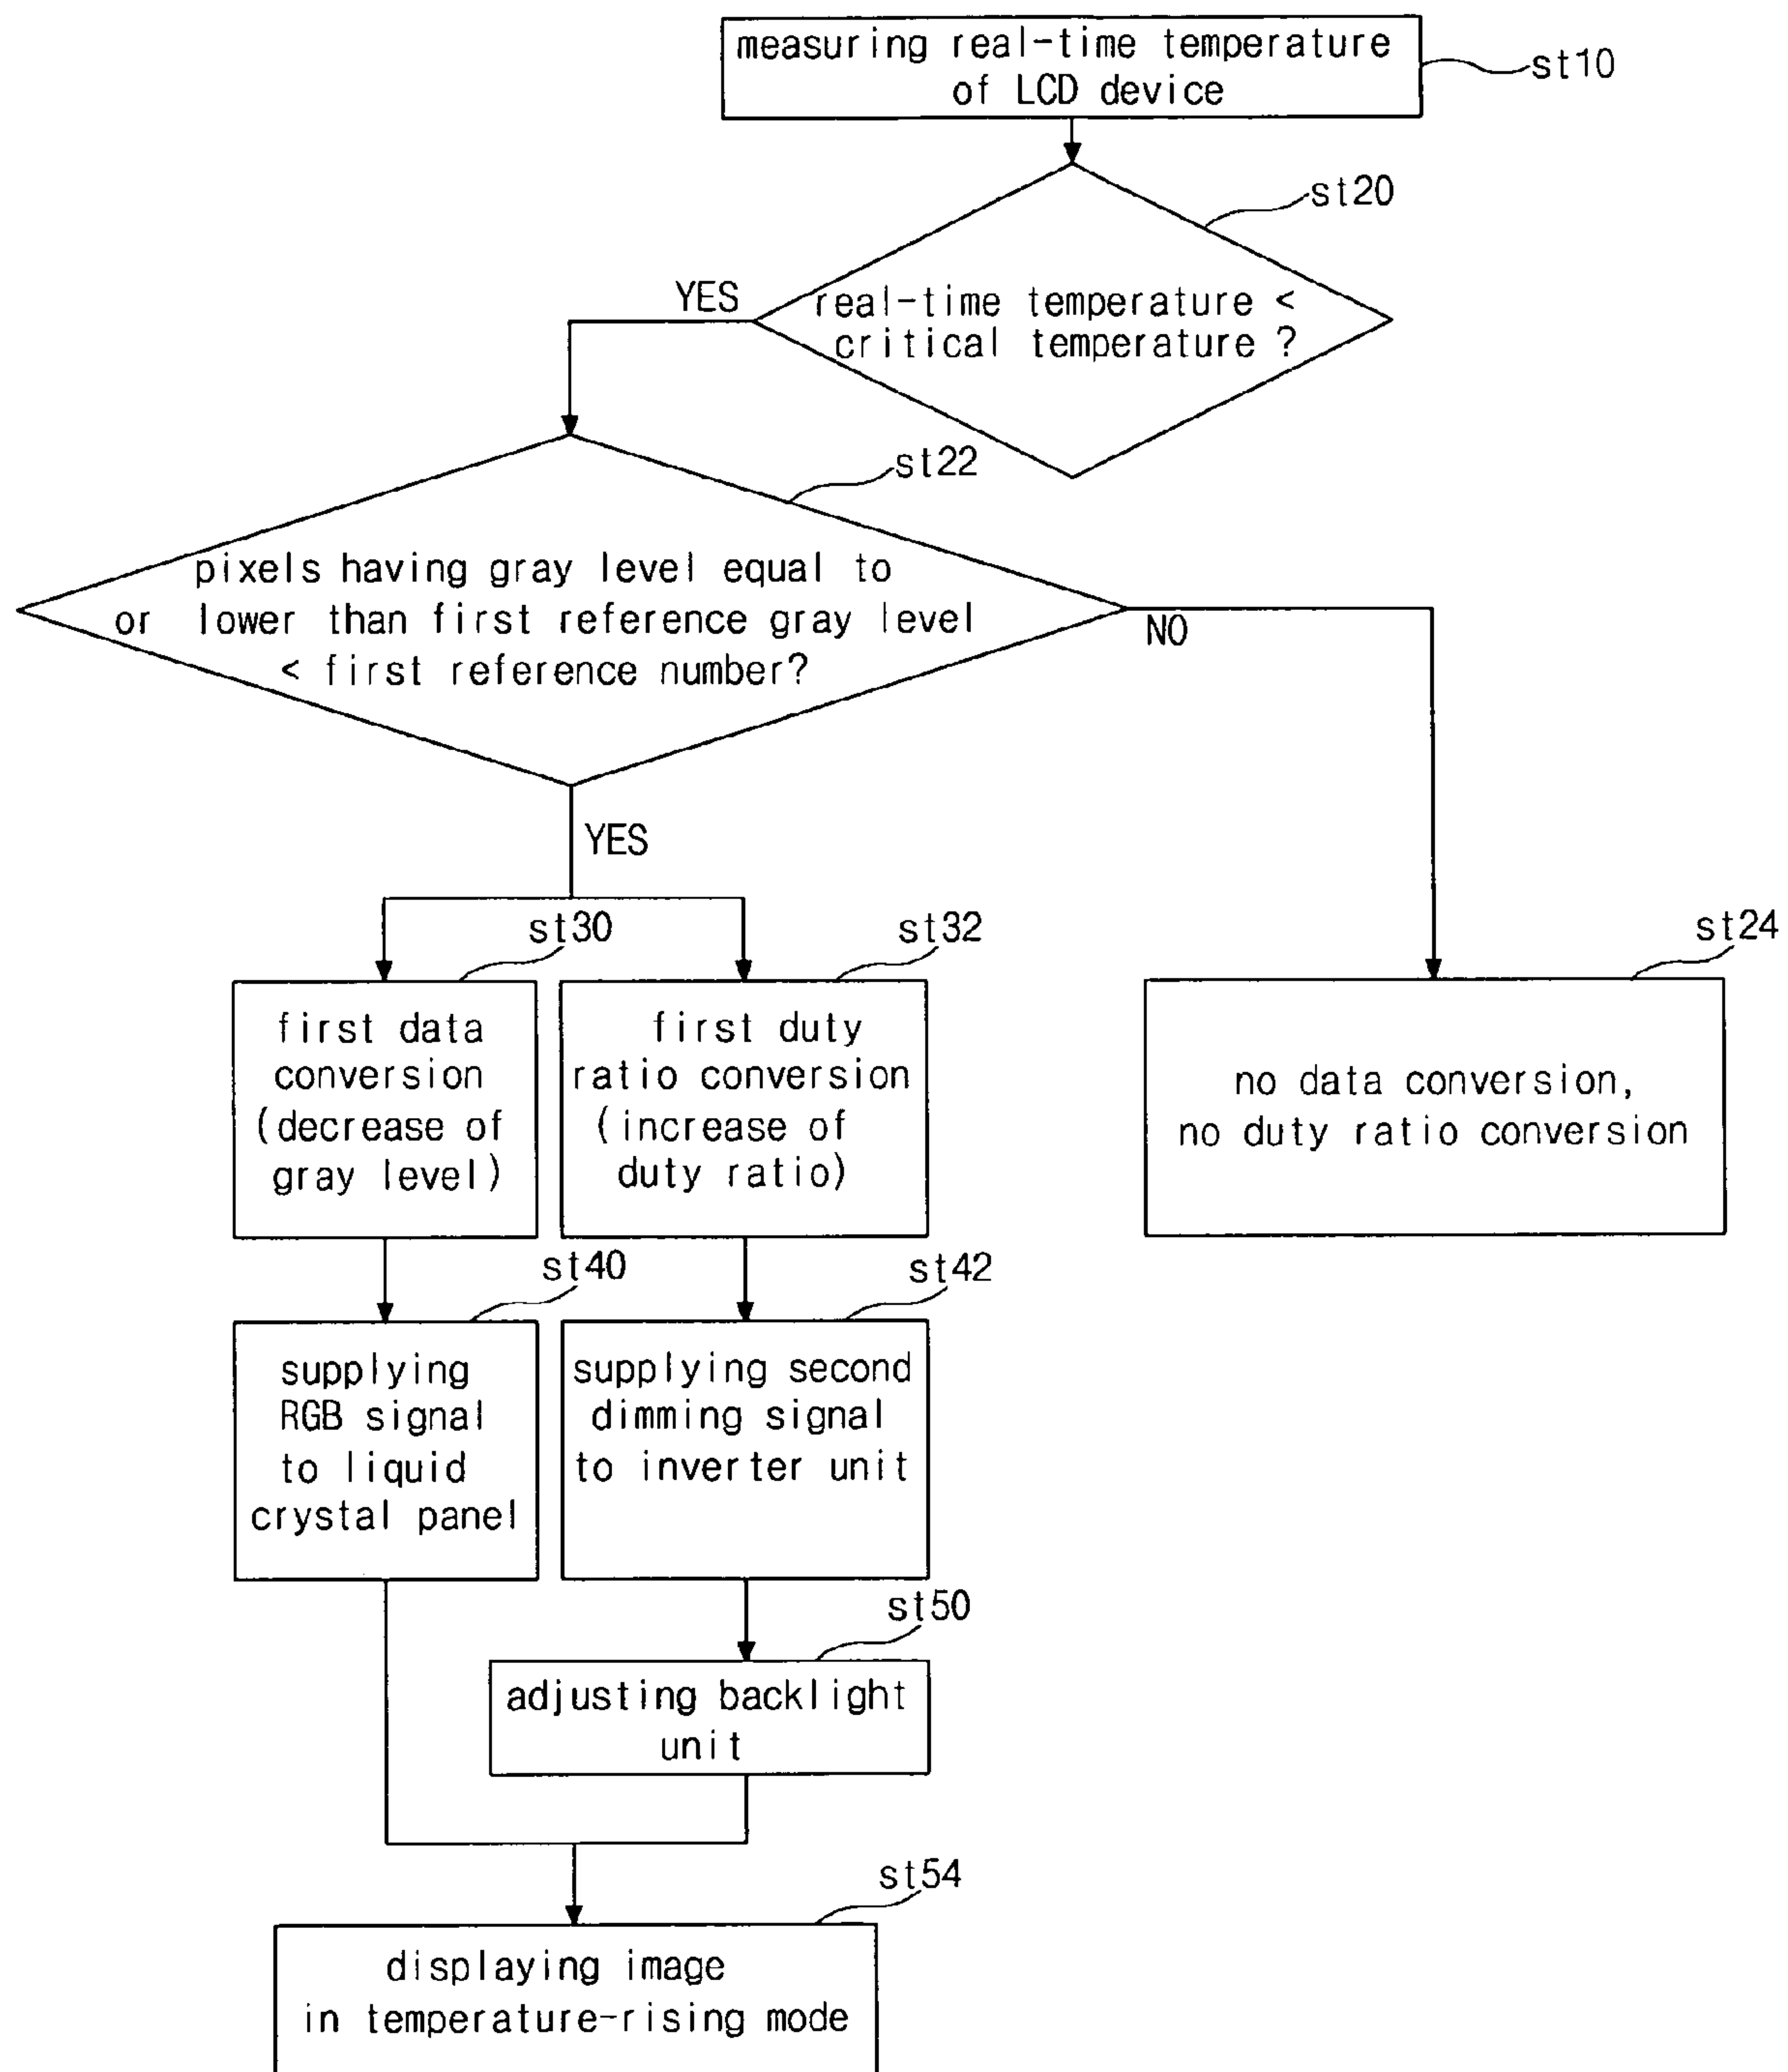 measuring real-time temperature
of LCD device
st10
st20
YES
real-time temperature <
critical temperature ?
st22
pixels having gray level equal to
or lower than first reference gray level
< first reference number?
NO
YES
st30
st32
st24
first data
conversion
(decrease of
gray level)
first duty
ratio conversion
(increase of
duty ratio)
no data conversion,
no duty ratio conversion
st40
st42
supplying
RGB signal
to liquid
crystal panel
supplying second
dimming signal
to inverter unit
st50
adjusting backlight
unit
st54
displaying image
in temperature-rising mode